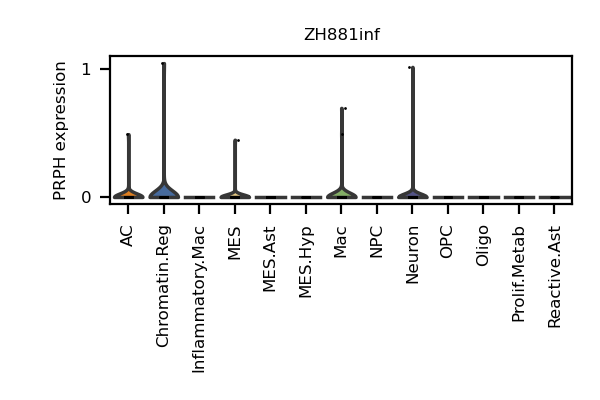 ZH881inf
PRPH expression
1
0
AC
Chromatin.Reg
Inflammatory.Mac
MES
MES.Ast
MES.Hyp
Mac
NPC
Neuron
OPC
Oligo
Prolif.Metab
Reactive.Ast